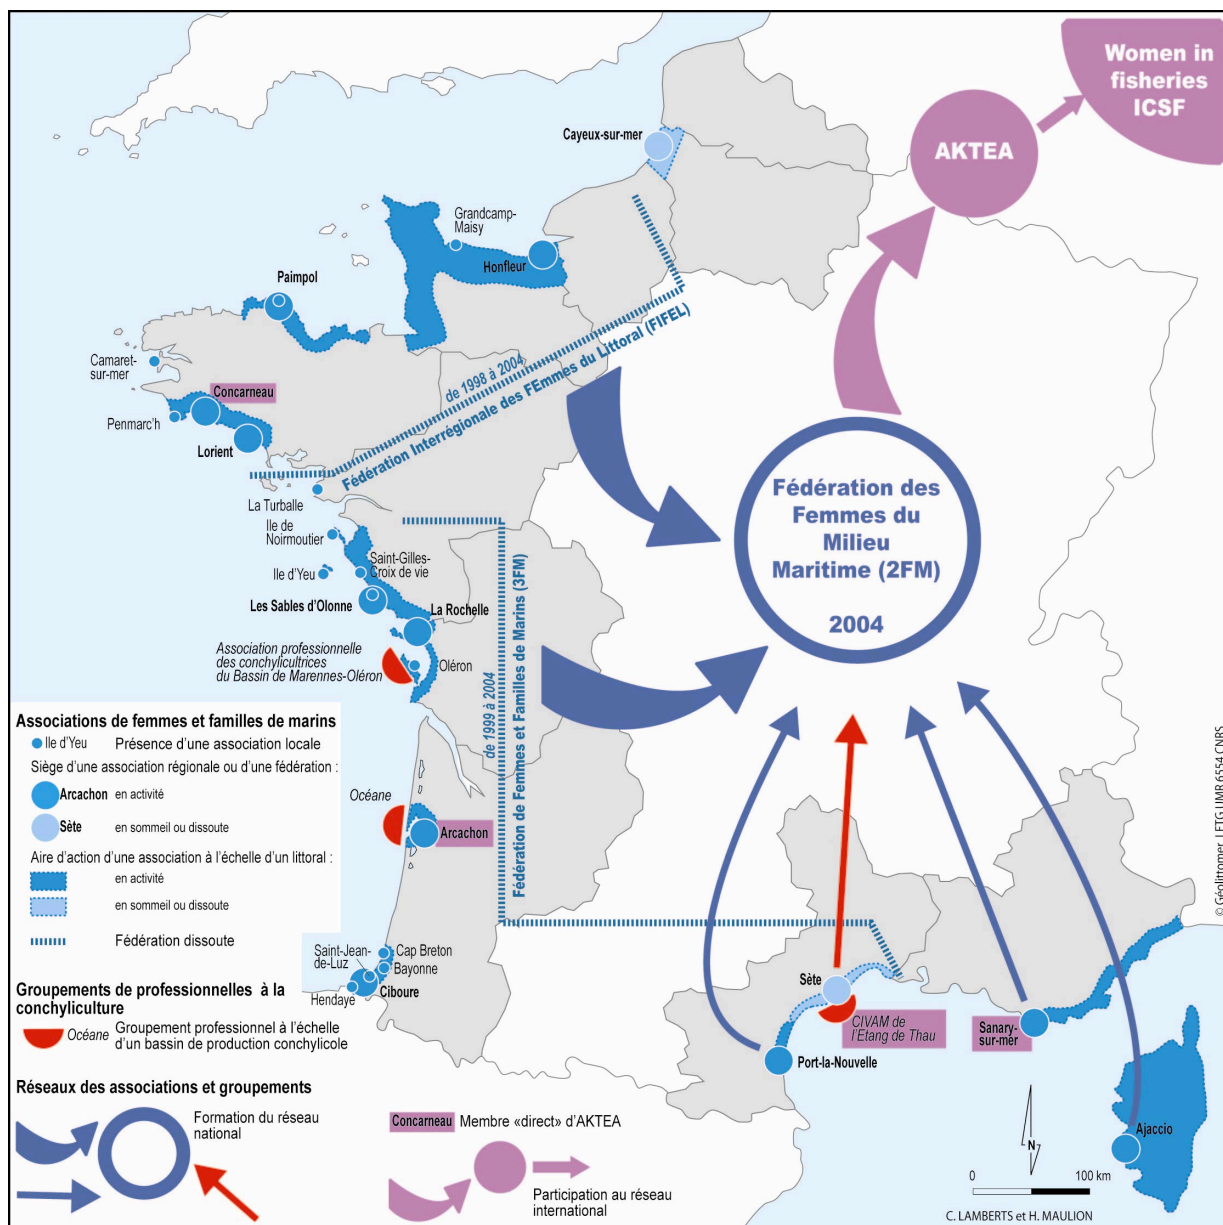 Women in
fisheries
ICSF
AKTEA
Cayeux-sur-mer
Grandcamp-
Maisy
Honfleur
Paimpol
Camaret-
sur-mer
Concarneau
Penmarc'h
Lorient
de 1998 à 2004
Fédération Interrégionale des FEmmes du Littoral (FIFEL)
La Turballe
Ile de
Noirmoutier
Ile d'Yeu
Saint-Gilles-
Croix de vie
Les Sables d'Olonne
La Rochelle
Association professionnelle
des conchylicultrices
du Bassin de Marennes-Oléron
Oléron
de 1999 à 2004
Fédération de Femmes et Familles de Marins (3FM)
Fédération des
Femmes du
Milieu
Maritime (2FM)
2004
Océane
Arcachon
Saint-Jean-
de-Luz
Cap Breton
Bayonne
Ciboure
Hendaye
Sète
CIVAM de
l'Etang de Thau
Port-la-Nouvelle
Sanary-
sur-mer
Ajaccio
Associations de femmes et familles de marins
Ile d'Yeu
Présence d'une association locale
Siège d'une association régionale ou d'une fédération :
Arcachon
en activité
Sète
en sommeil ou dissoute
Aire d'action d'une association à l'échelle d'un littoral :
en activité
en sommeil ou dissoute
Fédération dissoute
Groupements de professionnelles à la
conchyliculture
Océane
Groupement professionnel à l'échelle
d'un bassin de production conchylicole
Réseaux des associations et groupements
Formation du réseau
national
Concarneau
Membre «direct» d'AKTEA
Participation au réseau
international
N
0
100 km
C. LAMBERTS et H. MAULION
© Géolittomer, LETG UMR 6554 CNRS